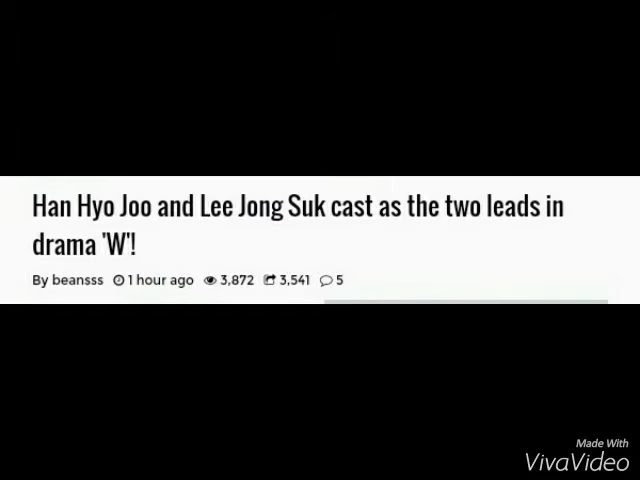 Han Hyo Joo and Lee Jong Suk cast as the two leads in
drama 'W'!
By beansss 1 hour ago 3,872 3,541 5
Made With
VivaVideo